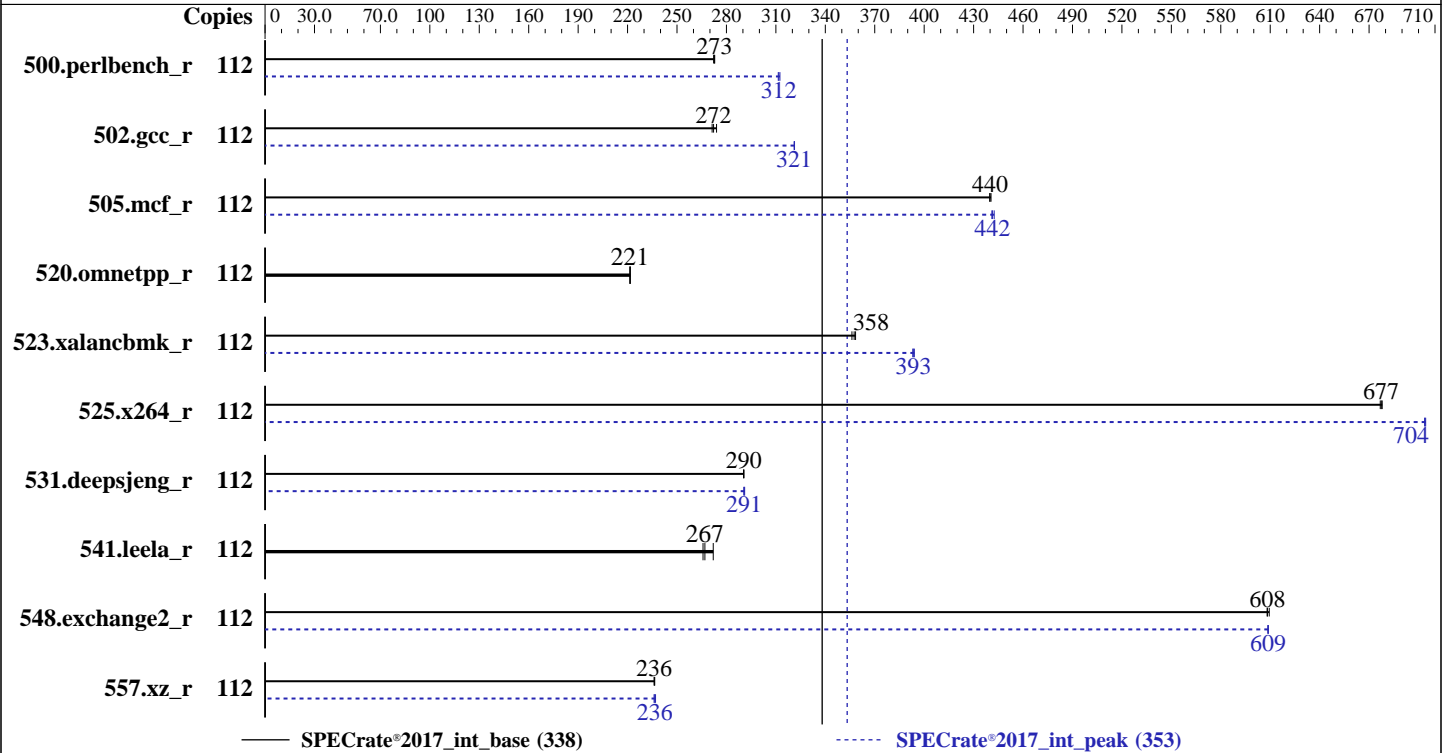 Copies 0 30.0 70.0 100 130 160 190 220 250 280 310 340 370 400 430 460 490 520 550 580 610 640 670 710
500.perlbench_r 112 273
312
502.gcc_r 112 272
321
505.mcf_r 112 440
442
520.omnetpp_r 112 221
523.xalancbmk_r 112 358
393
525.x264_r 112 677
704
531.deepsjeng_r 112 290
291
541.leela_r 112 267
548.exchange2_r 112 608
609
557.xz_r 112 236
236
SPECrate®2017_int_base (338) SPECrate®2017_int_peak (353)